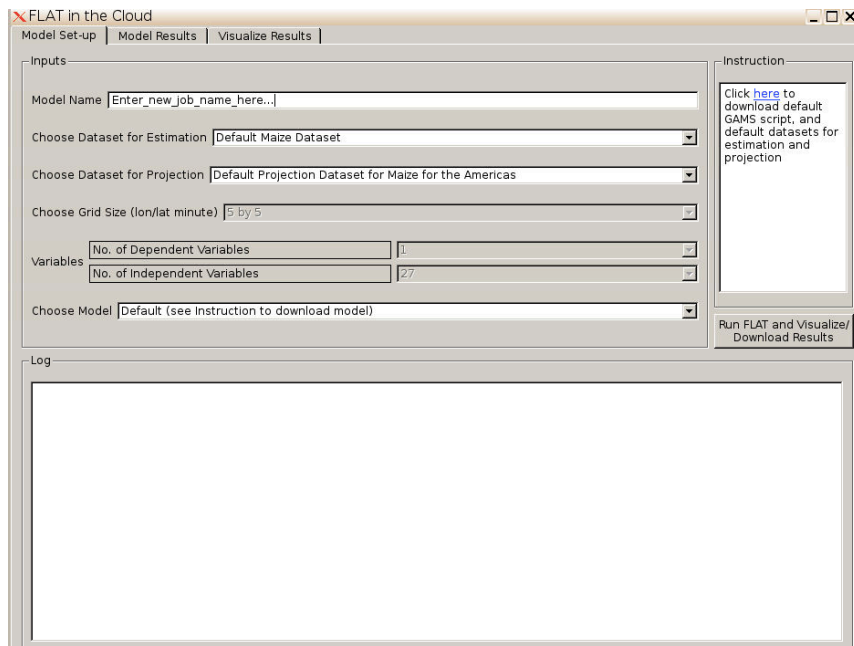 FLAT in the Cloud
Model Set-up Model Results Visualize Results
Inputs
Model Name Enter_new_job_name_here...
Choose Dataset for Estimation Default Maize Dataset
Choose Dataset for Projection Default Projection Dataset for Maize for the Americas
Choose Grid Size (lon/lat minute) 5 by 5
Variables
No. of Dependent Variables 1
No. of Independent Variables 27
Choose Model Default (see Instruction to download model)
Instruction
Click here to
download default
GAMS script, and
default datasets for
estimation and
projection
Run FLAT and Visualize/
Download Results
Log